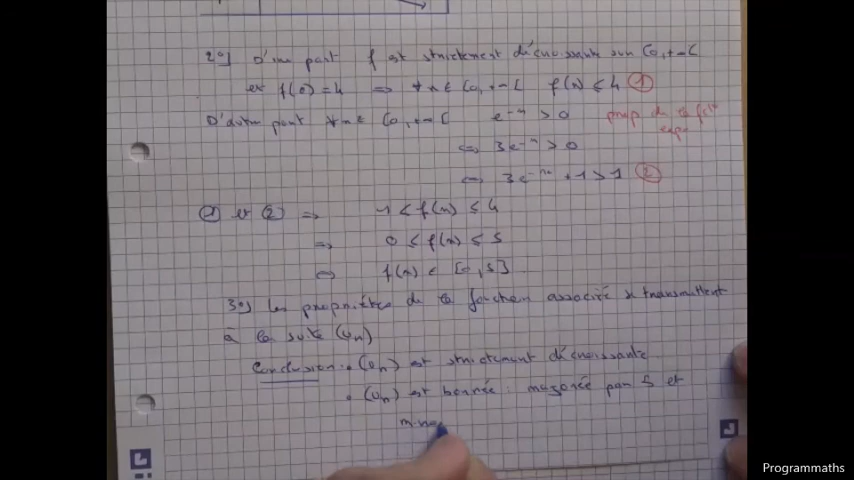 2°) D'une part f est strictement décroissante sur [0,+∞[
et f(0)=4 ⇒ ∀x∈[0,+∞[ f(x) ≤ 4 ①
D'autre part ∀x∈[0,+∞[ e⁻ˣ > 0 prop de la fct
expo
⇔ 3e⁻ˣ > 0
⇔ 3e⁻ˣ +1 > 1 ②
① et ② ⇒ 1 < f(x) ≤ 4
⇒ 0 ≤ f(x) ≤ 5
⇔ f(x) ∈ [0,5]
3°) Les propriétés de la fonction associée se transmettent
à la suite (Un)
Conclusion : • (Un) est strictement décroissante
• (Un) est bornée : majorée par 5 et
mino
Programmaths